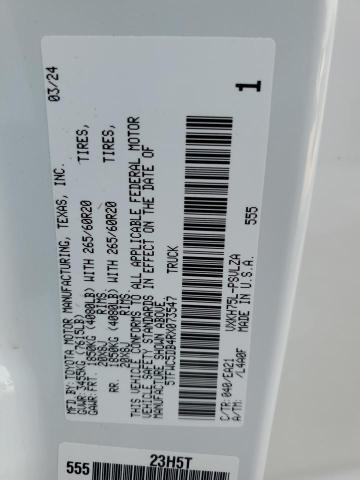 MFD. BY TOYOTA MOTOR MANUFACTURING, TEXAS, INC. 03/24
GVWR: 3455KG (7615LB)
GAWR: FRT. 1850KG (4080LB) WITH 265/60R20 TIRES,
20X8J RIMS
RR. 1850KG (4080LB) WITH 265/60R20 TIRES,
20X8J RIMS
THIS VEHICLE CONFORMS TO ALL APPLICABLE FEDERAL MOTOR
VEHICLE SAFETY STANDARDS IN EFFECT ON THE DATE OF
MANUFACTURE SHOWN ABOVE.
5TFWC5DB4RX073547 TRUCK
1
C/TR: 040/EA21 VXKH75L-PSVLZA
A/TM: /L4A0F MADE IN U.S.A. 555
555 23H5T